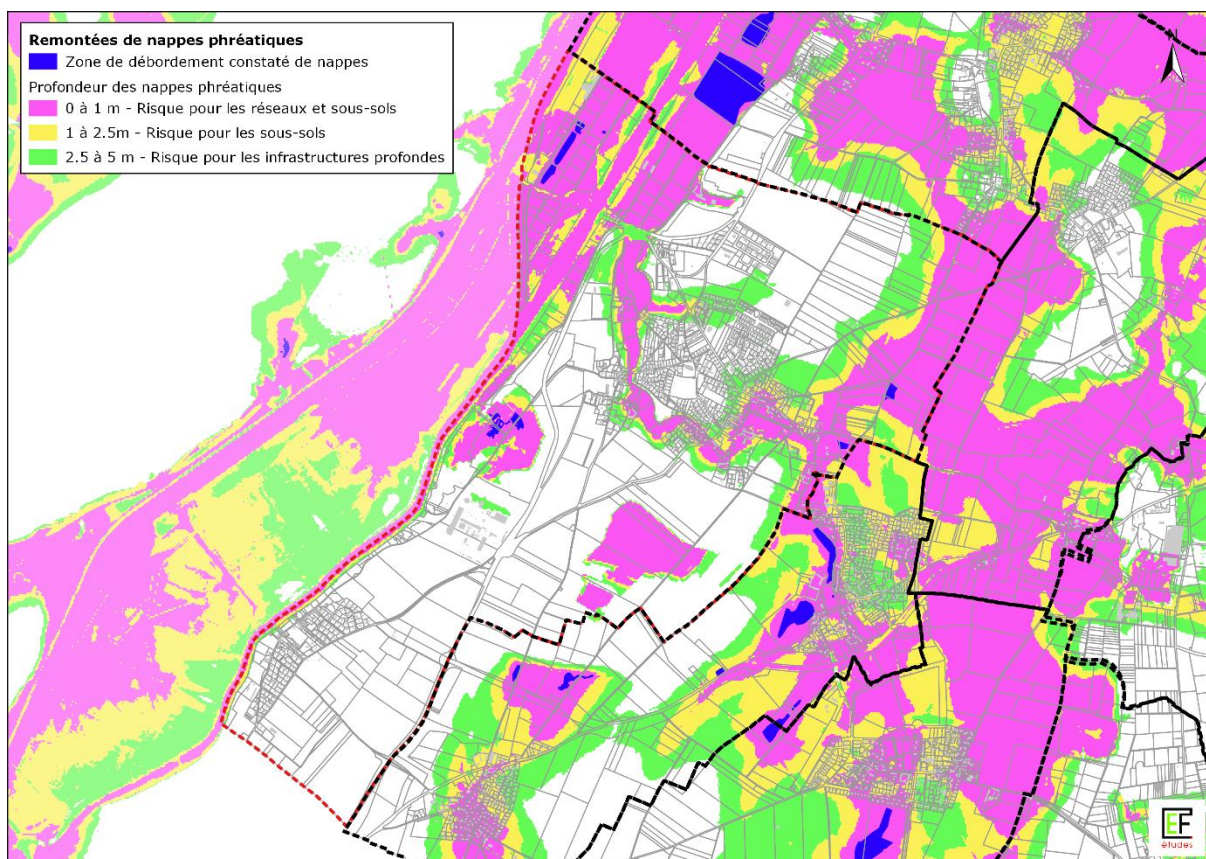 Remontées de nappes phréatiques
Zone de débordement constaté de nappes
Profondeur des nappes phréatiques
0 à 1 m - Risque pour les réseaux et sous-sols
1 à 2.5m - Risque pour les sous-sols
2.5 à 5 m - Risque pour les infrastructures profondes
N
CEF
études